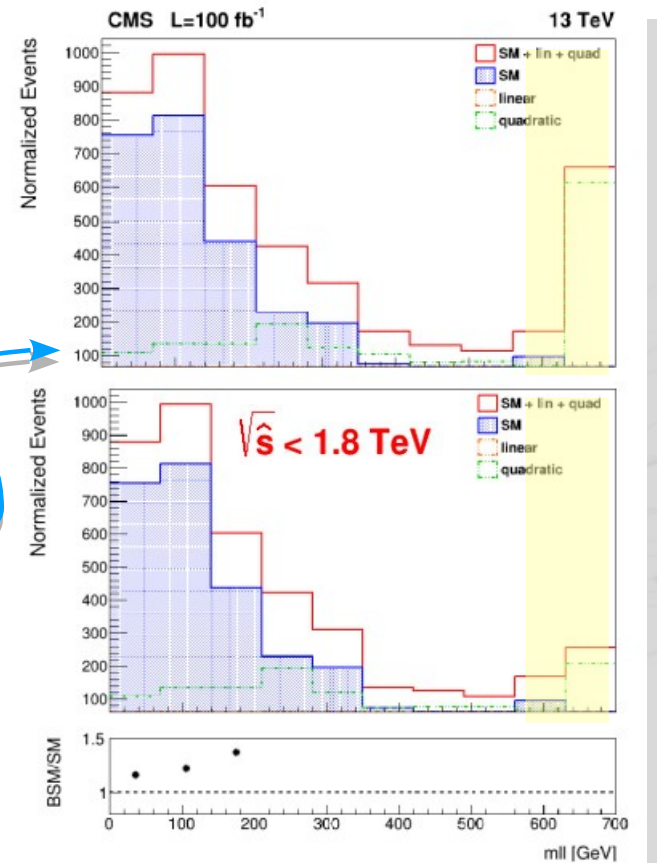 CMS L=100 fb⁻¹ 13 TeV
Normalized Events
1000
900
800
700
600
500
400
300
200
100
SM + lin + quad
SM
linear
quadratic
Normalized Events
1000
900
800
700
600
500
400
300
200
100
√ŝ < 1.8 TeV
SM + lin + quad
SM
linear
quadratic
BSM/SM
1.5
1
0 100 200 300 400 500 600 700
mll [GeV]